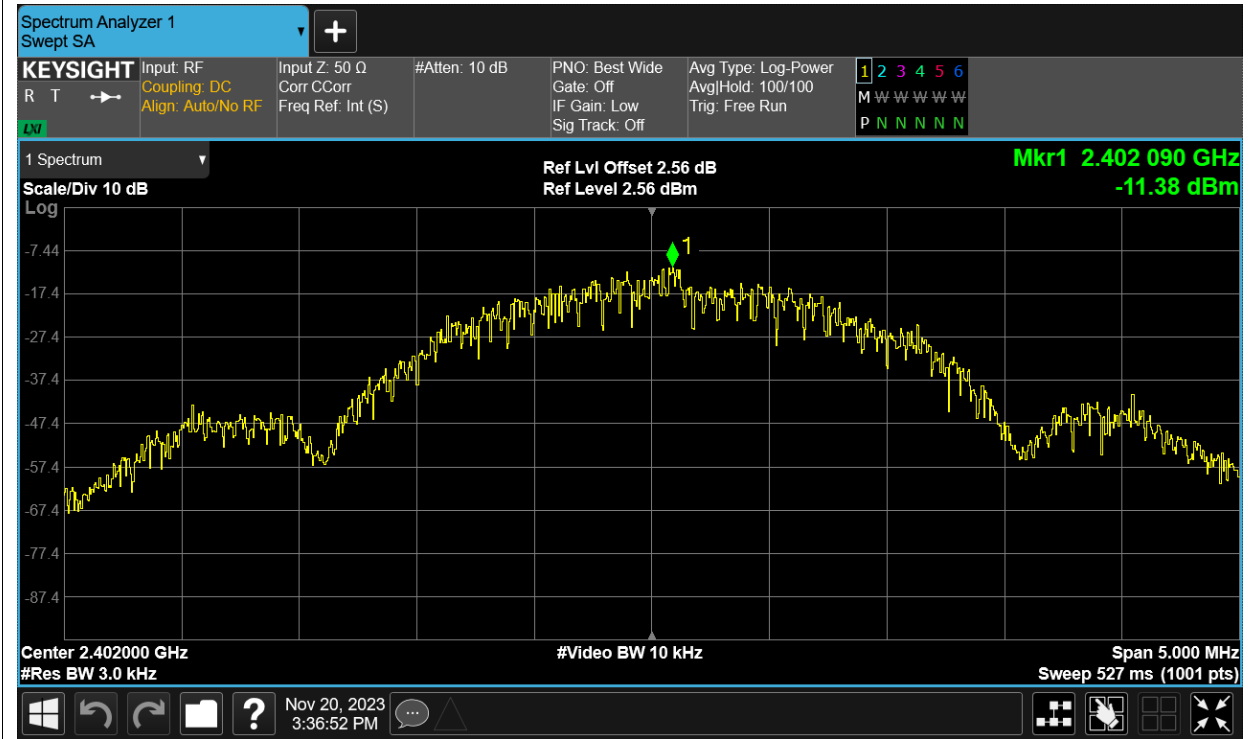 Spectrum Analyzer 1
Swept SA
KEYSIGHT
R T
LXI
Input: RF
Coupling: DC
Align: Auto/No RF
Input Z: 50 Ω
Corr CCorr
Freq Ref: Int (S)
#Atten: 10 dB
PNO: Best Wide
Gate: Off
IF Gain: Low
Sig Track: Off
Avg Type: Log-Power
Avg|Hold: 100/100
Trig: Free Run
1 2 3 4 5 6
M W W W W W
P N N N N N
1 Spectrum
Scale/Div 10 dB
Log
Ref Lvl Offset 2.56 dB
Ref Level 2.56 dBm
Mkr1 2.402 090 GHz
-11.38 dBm
1
-7.44
-17.4
-27.4
-37.4
-47.4
-57.4
-67.4
-77.4
-87.4
Center 2.402000 GHz
#Res BW 3.0 kHz
#Video BW 10 kHz
Span 5.000 MHz
Sweep 527 ms (1001 pts)
?
Nov 20, 2023
3:36:52 PM